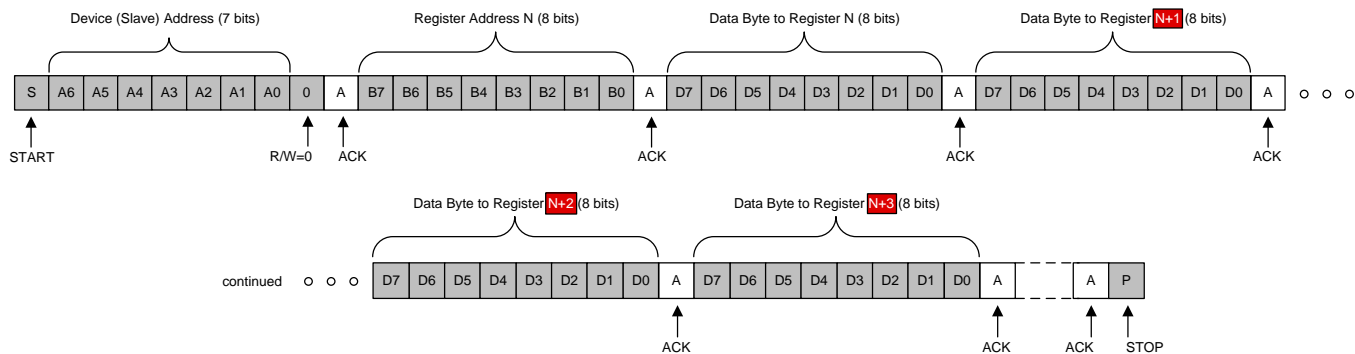 Device (Slave) Address (7 bits) Register Address N (8 bits) Data Byte to Register N (8 bits) Data Byte to Register N+1 (8 bits)
S A6 A5 A4 A3 A2 A1 A0 0 A B7 B6 B5 B4 B3 B2 B1 B0 A D7 D6 D5 D4 D3 D2 D1 D0 A D7 D6 D5 D4 D3 D2 D1 D0 A
START R/W=0 ACK ACK ACK ACK
Data Byte to Register N+2 (8 bits) Data Byte to Register N+3 (8 bits)
continued D7 D6 D5 D4 D3 D2 D1 D0 A D7 D6 D5 D4 D3 D2 D1 D0 A A P
ACK ACK ACK STOP